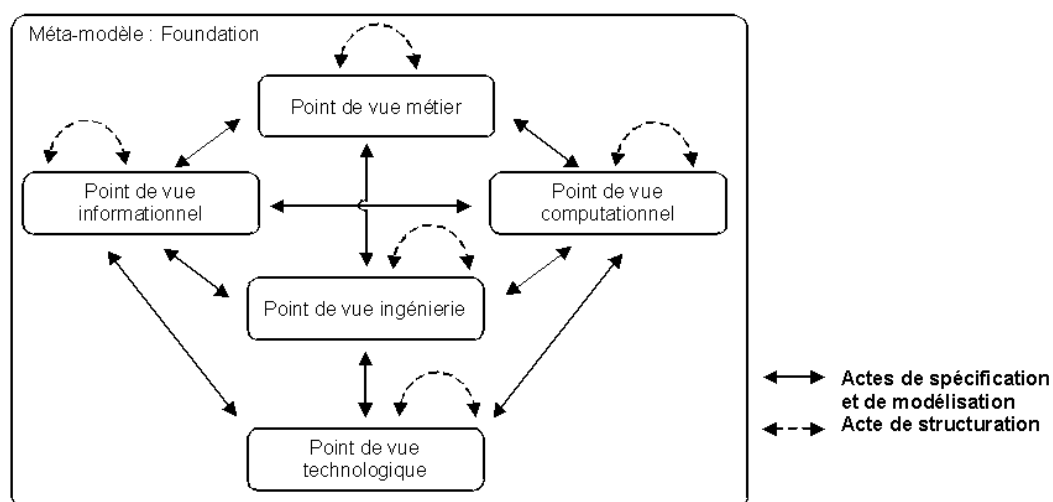 Méta-modèle : Foundation
Point de vue métier
Point de vue
informationnel
Point de vue
computationnel
Point de vue ingénierie
Point de vue
technologique
Actes de spécification
et de modélisation
Acte de structuration